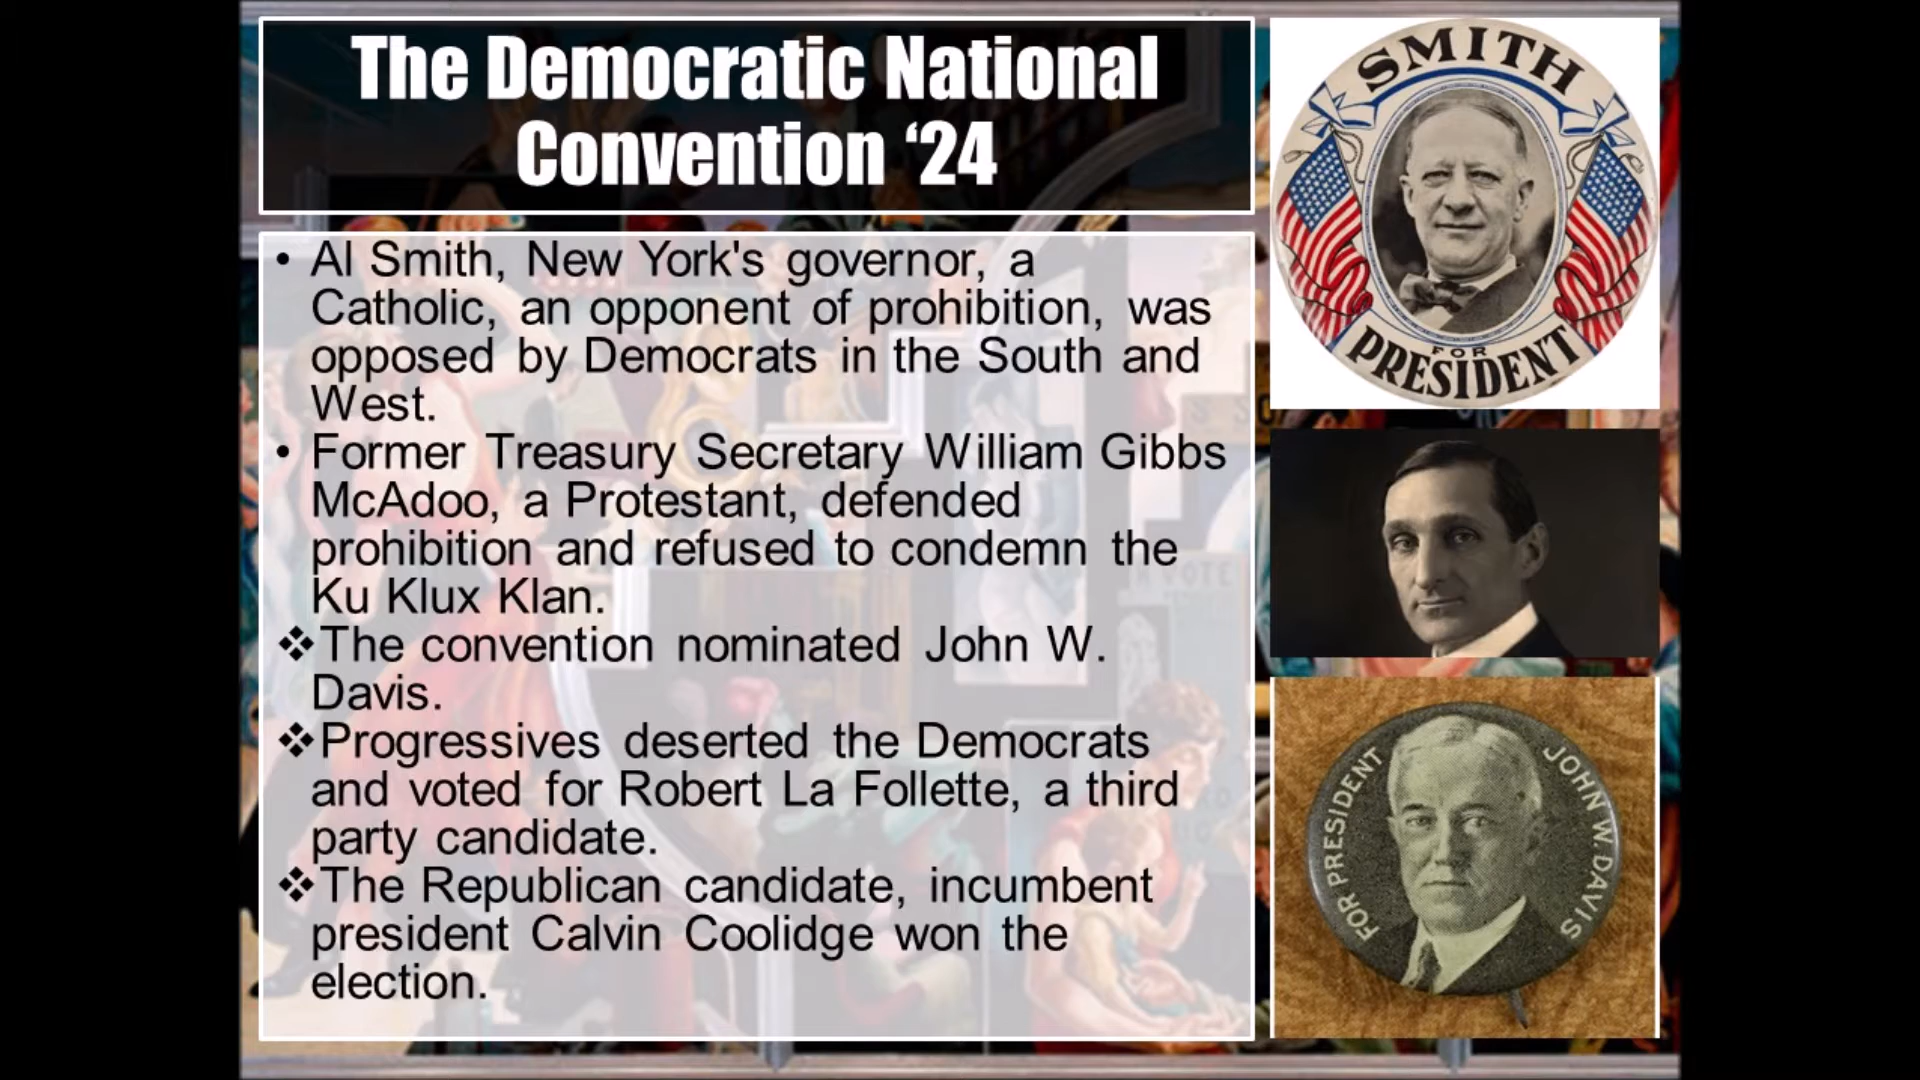 The Democratic National
Convention ‘24
• Al Smith, New York's governor, a
Catholic, an opponent of prohibition, was
opposed by Democrats in the South and
West.
• Former Treasury Secretary William Gibbs
McAdoo, a Protestant, defended
prohibition and refused to condemn the
Ku Klux Klan.
❖The convention nominated John W.
Davis.
❖Progressives deserted the Democrats
and voted for Robert La Follette, a third
party candidate.
❖The Republican candidate, incumbent
president Calvin Coolidge won the
election.
SMITH
FOR
PRESIDENT
FOR PRESIDENT
JOHN W. DAVIS